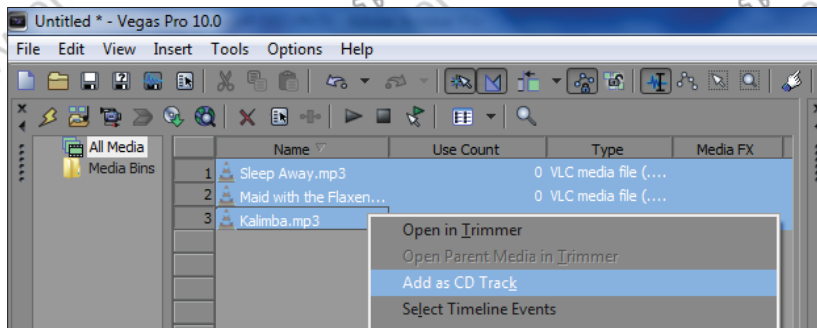 Untitled * - Vegas Pro 10.0
File Edit View Insert Tools Options Help
All Media
Media Bins
Name Use Count Type Media FX
1 Sleep Away.mp3 0 VLC media file (....
2 Maid with the Flaxen... 0 VLC media file (....
3 Kalimba.mp3
Open in Trimmer
Open Parent Media in Trimmer
Add as CD Track
Select Timeline Events